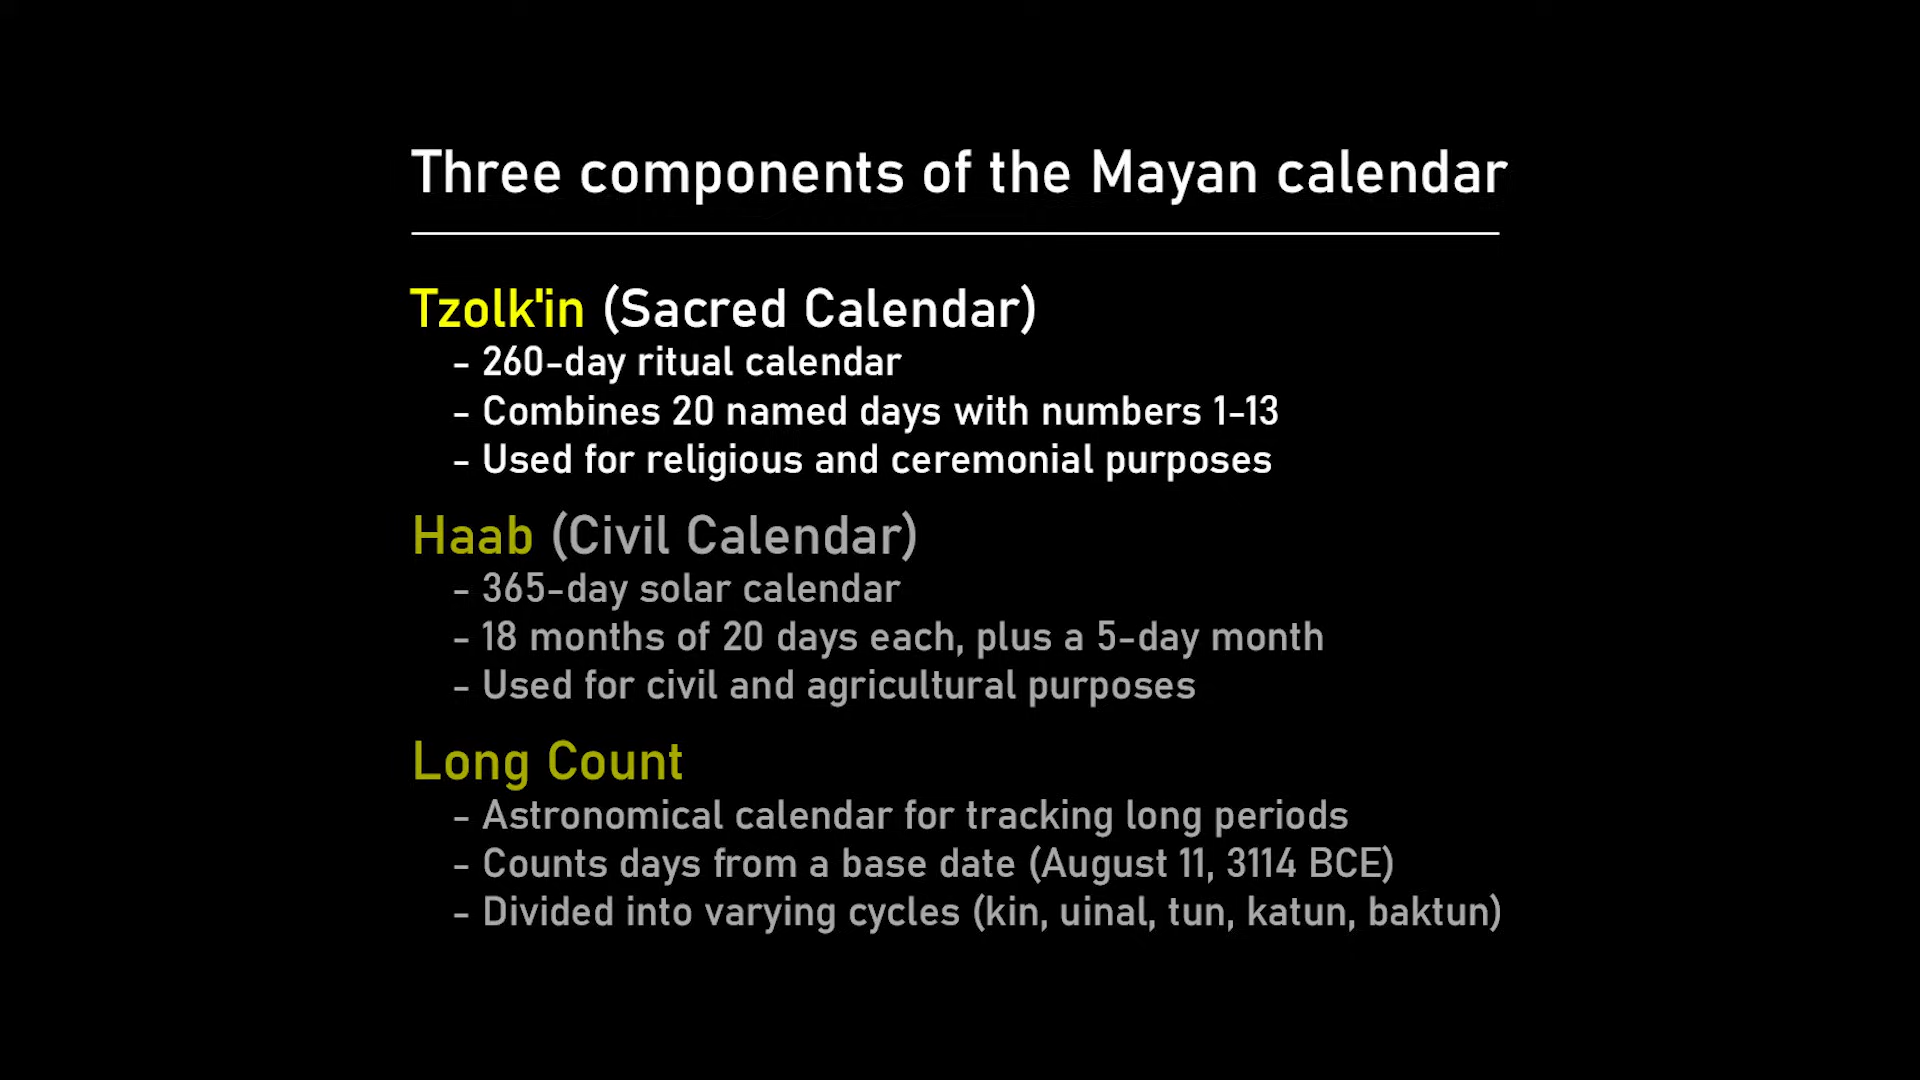 Three components of the Mayan calendar
Tzolk'in (Sacred Calendar)
- 260-day ritual calendar
- Combines 20 named days with numbers 1-13
- Used for religious and ceremonial purposes
Haab (Civil Calendar)
- 365-day solar calendar
- 18 months of 20 days each, plus a 5-day month
- Used for civil and agricultural purposes
Long Count
- Astronomical calendar for tracking long periods
- Counts days from a base date (August 11, 3114 BCE)
- Divided into varying cycles (kin, uinal, tun, katun, baktun)